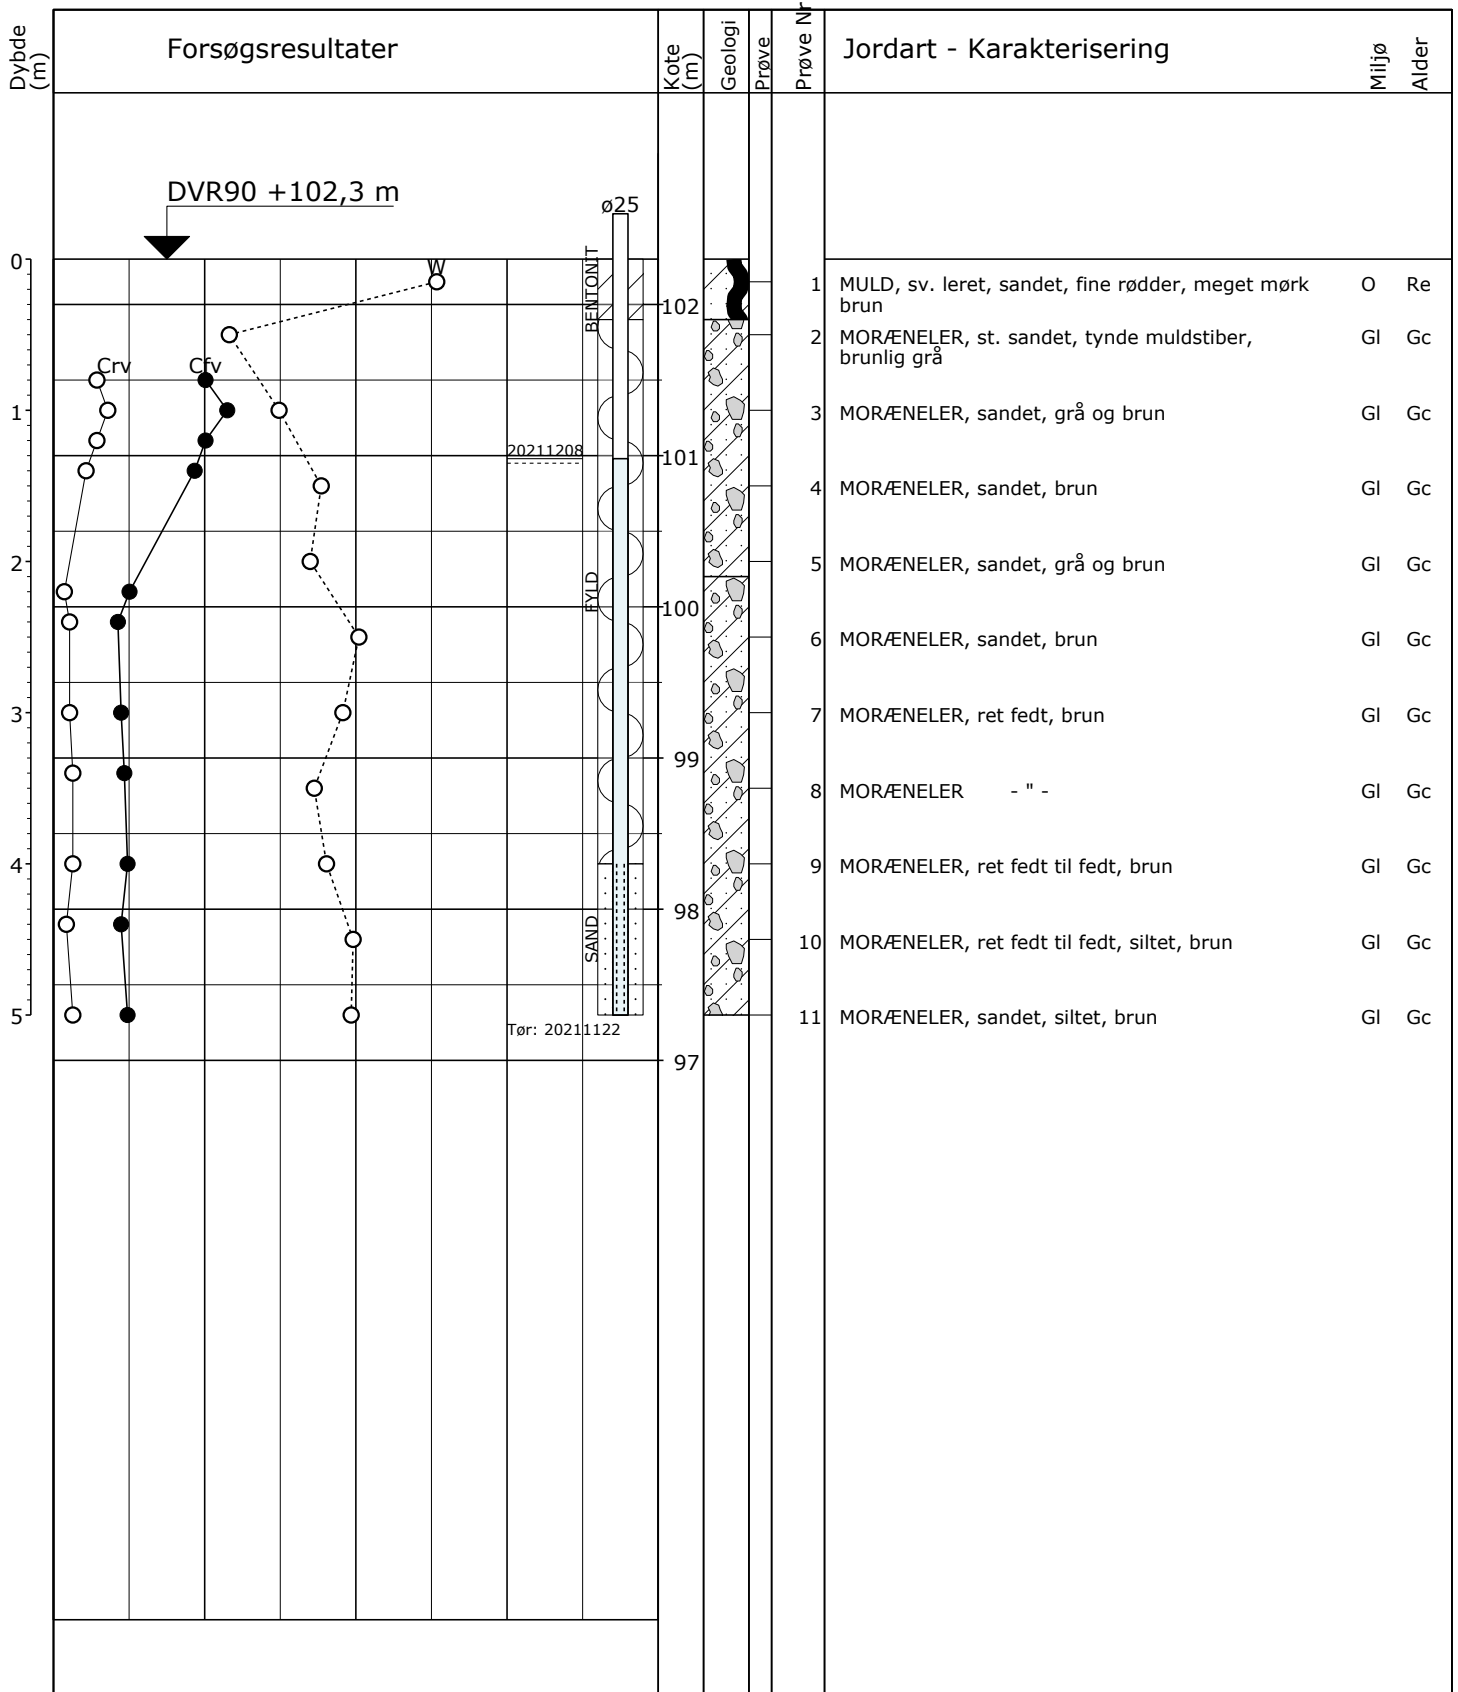 Dybde (m)
Forsøgsresultater
Kote (m)
Geologi
Prøve
Prøve Nr
Jordart - Karakterisering
Miljø
Alder
DVR90 +102,3 m
ø25
0
W
BENTONIT
1 MULD, sv. leret, sandet, fine rødder, meget mørk O Re
brun
102
2 MORÆNELER, st. sandet, tynde muldstiber, Gl Gc
brunlig grå
Crv Cfv
1
3 MORÆNELER, sandet, grå og brun Gl Gc
20211208
101
4 MORÆNELER, sandet, brun Gl Gc
2
5 MORÆNELER, sandet, grå og brun Gl Gc
FYLD
100
6 MORÆNELER, sandet, brun Gl Gc
3
7 MORÆNELER, ret fedt, brun Gl Gc
99
8 MORÆNELER - " - Gl Gc
4
9 MORÆNELER, ret fedt til fedt, brun Gl Gc
98
SAND
10 MORÆNELER, ret fedt til fedt, siltet, brun Gl Gc
5
11 MORÆNELER, sandet, siltet, brun Gl Gc
Tør: 20211122
97